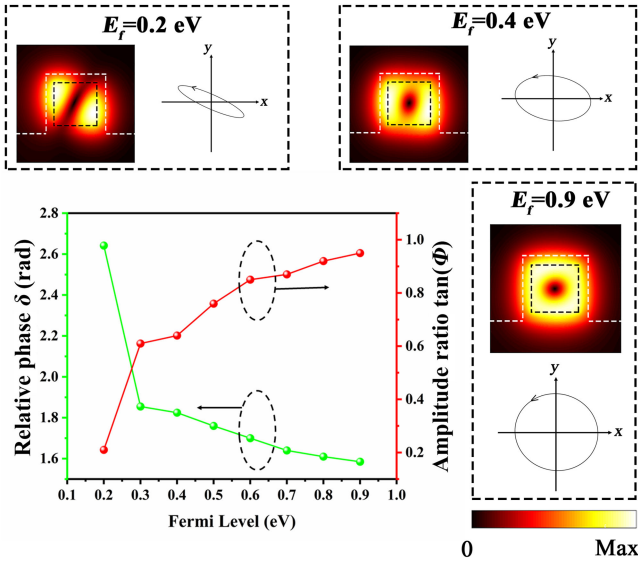 E_f=0.2 eV
y
x
E_f=0.4 eV
y
x
E_f=0.9 eV
y
x
0
Max
Relative phase δ (rad)
2.8
2.6
2.4
2.2
2.0
1.8
1.6
0.1 0.2 0.3 0.4 0.5 0.6 0.7 0.8 0.9 1.0
Fermi Level (eV)
1.0
0.8
0.6
0.4
0.2
Amplitude ratio tan(Φ)